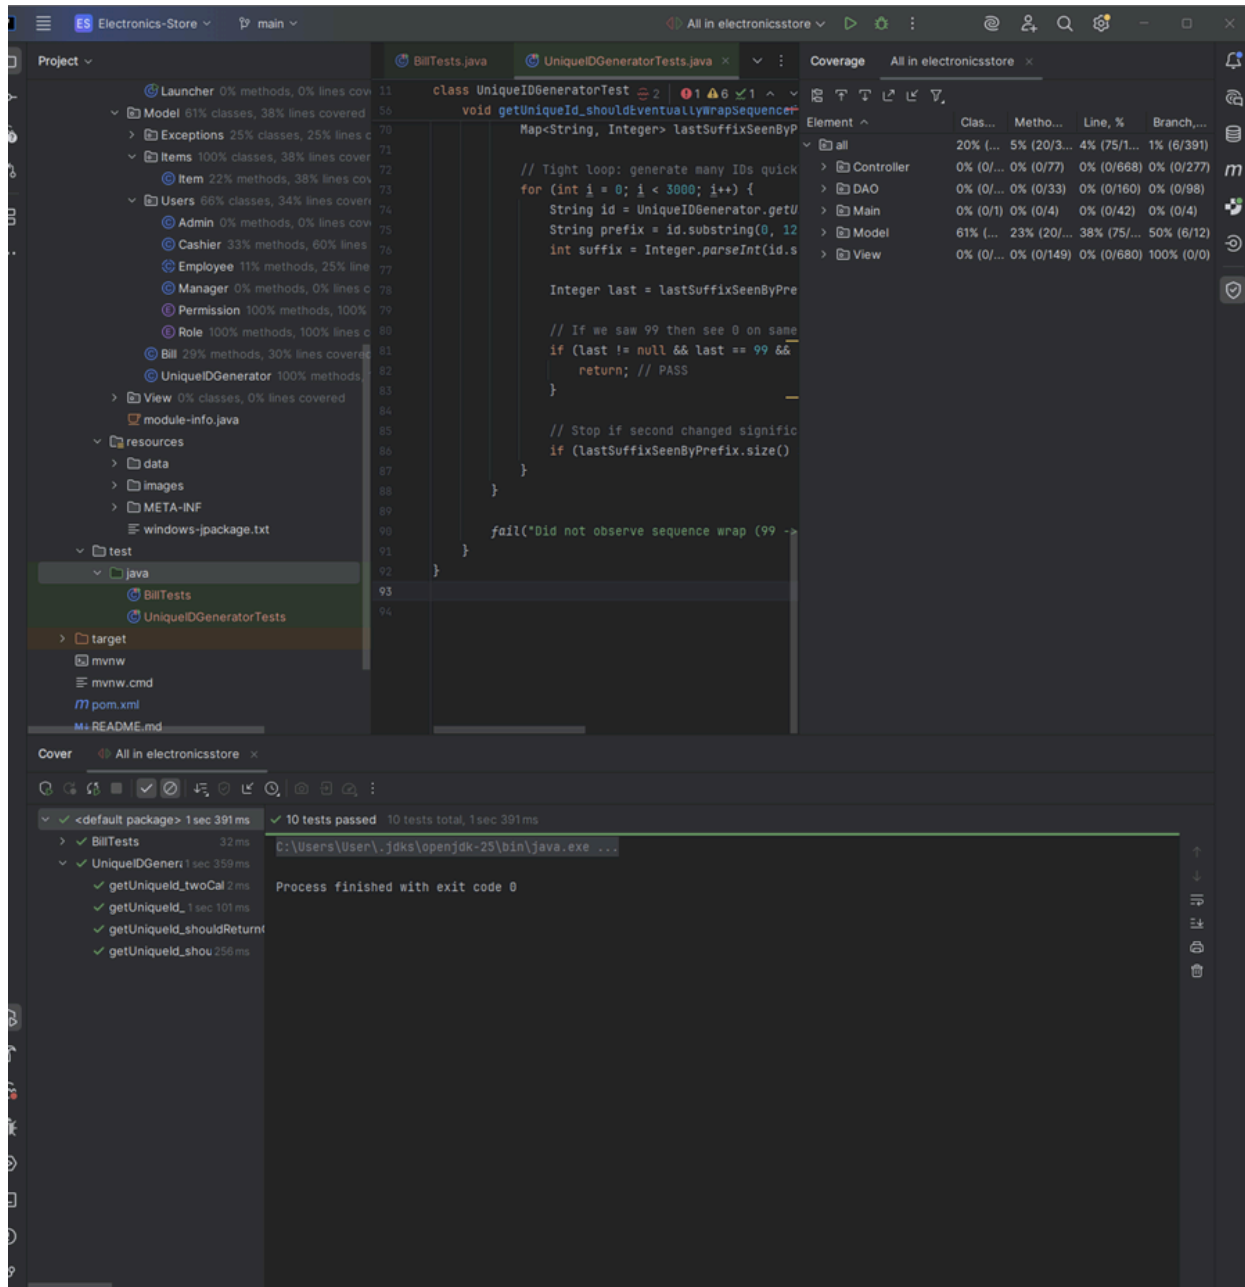 ES Electronics-Store main All in electronicsstore
Project
Launcher 0% methods, 0% lines cov
Model 61% classes, 38% lines covered
Exceptions 25% classes, 25% lines c
Items 100% classes, 38% lines cover
Item 22% methods, 38% lines cov
Users 66% classes, 34% lines covere
Admin 0% methods, 0% lines cov
Cashier 33% methods, 60% lines
Employee 11% methods, 25% line
Manager 0% methods, 0% lines c
Permission 100% methods, 100%
Role 100% methods, 100% lines c
Bill 29% methods, 30% lines covered
UniqueIDGenerator 100% methods,
View 0% classes, 0% lines covered
module-info.java
resources
data
images
META-INF
windows-jpackage.txt
test
java
BillTests
UniqueIDGeneratorTests
target
mvnw
mvnw.cmd
pom.xml
README.md
BillTests.java UniqueIDGeneratorTests.java
2 1 6 1
11 class UniqueIDGeneratorTest
56 void getUniqueId_shouldEventuallyWrapSequencer
70 Map<String, Integer> lastSuffixSeenByP
71
72 // Tight loop: generate many IDs quick
73 for (int i = 0; i < 3000; i++) {
74 String id = UniqueIDGenerator.getU
75 String prefix = id.substring(0, 12
76 int suffix = Integer.parseInt(id.s
77
78 Integer last = lastSuffixSeenByPre
79
80 // If we saw 99 then see 0 on same
81 if (last != null && last == 99 &&
82 return; // PASS
83 }
84
85 // Stop if second changed signific
86 if (lastSuffixSeenByPrefix.size()
87 }
88 }
89
90 fail("Did not observe sequence wrap (99 ->
91 }
92 }
93
94
Coverage All in electronicsstore
Element Clas... Metho... Line, % Branch,...
all 20% (... 5% (20/3... 4% (75/1... 1% (6/391)
Controller 0% (0/... 0% (0/77) 0% (0/668) 0% (0/277)
DAO 0% (0/... 0% (0/33) 0% (0/160) 0% (0/98)
Main 0% (0/1) 0% (0/4) 0% (0/42) 0% (0/4)
Model 61% (... 23% (20/... 38% (75/... 50% (6/12)
View 0% (0/... 0% (0/149) 0% (0/680) 100% (0/0)
Cover All in electronicsstore
<default package> 1 sec 391 ms
BillTests 32 ms
UniqueIDGener 1 sec 359 ms
getUniqueId_twoCal 2 ms
getUniqueId_ 1 sec 101 ms
getUniqueId_shouldReturn
getUniqueId_shou 256 ms
10 tests passed 10 tests total, 1 sec 391 ms
C:\Users\User\.jdks\openjdk-25\bin\java.exe ...
Process finished with exit code 0